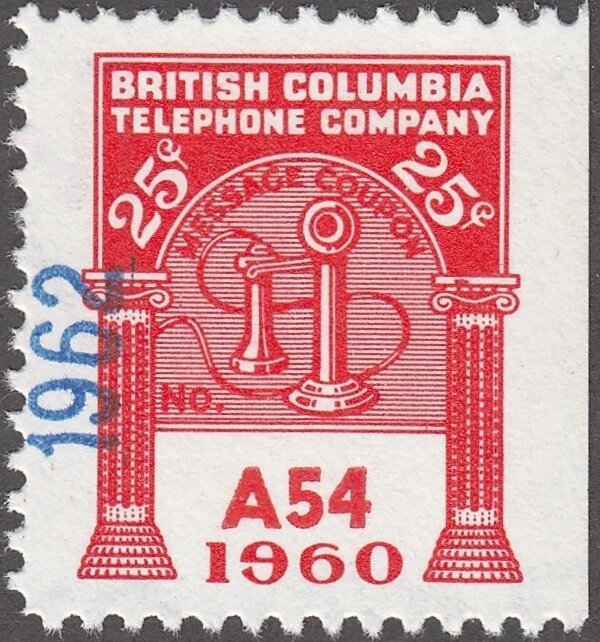 BRITISH COLUMBIA
TELEPHONE COMPANY
25¢ 25¢
MESSAGE COUPON
1962
NO.
A54
1960